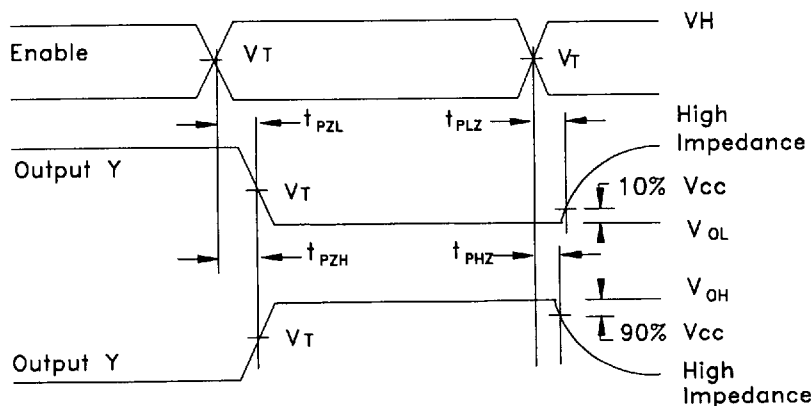 VH
Enable
VT
VT
High
Impedance
tPZL
tPLZ
Output Y
10% Vcc
VT
VOL
tPZH
tPHZ
VOH
VT
90% Vcc
Output Y
High
Impedance